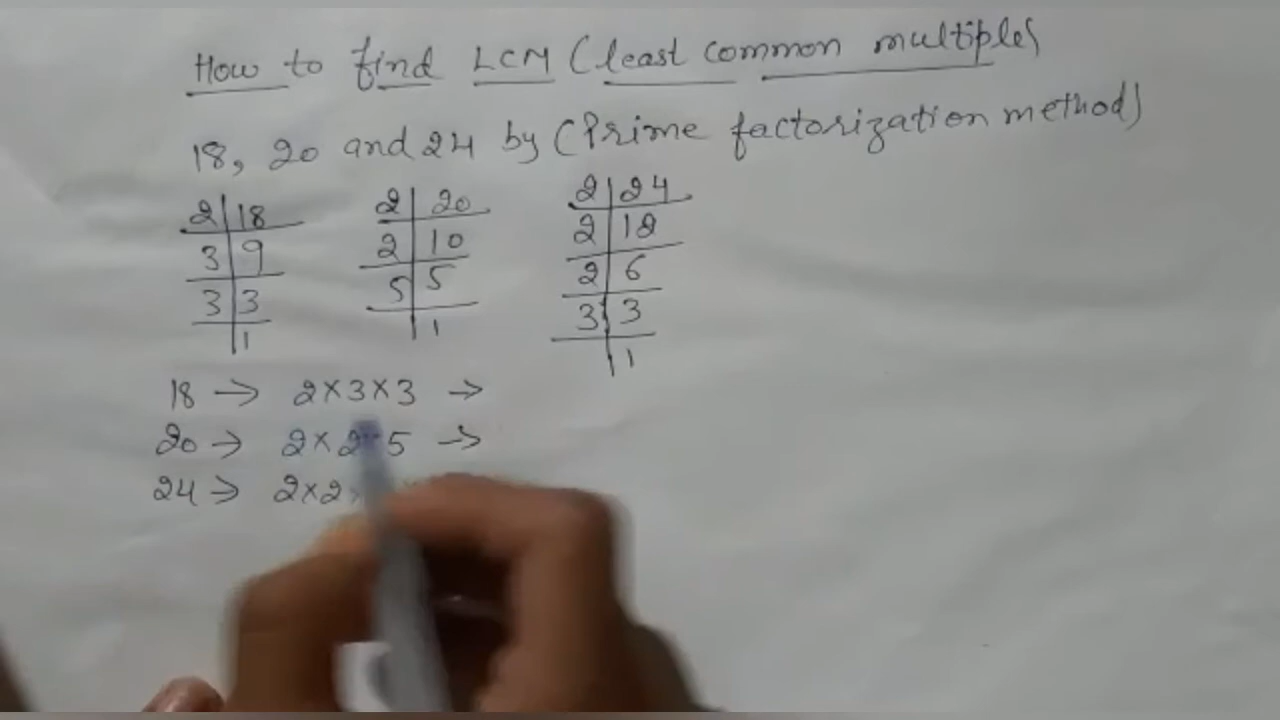 How to find LCM (least common multiples
18, 20 and 24 by (Prime factorization method)
2 18 2 20 2 24
3 9 2 10 2 12
3 3 5 5 2 6
1 1 3 3
1
18 → 2×3×3 →
20 → 2×2 5 →
24 → 2×2×